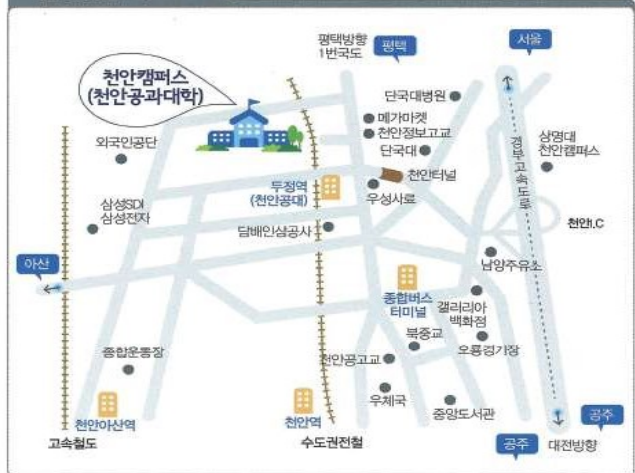 평택방향
1번국도
평택
서울
천안캠퍼스
(천안공과대학)
단국대병원
메가마켓
천안정보고교
단국대
외국인공단
상명대
천안캠퍼스
경부고속도로
천안터널
두정역
(천안공대)
우성사료
삼성SDI
삼성전자
담배인삼공사
천안I.C
아산
남양주유소
종합버스
터미널
갤러리아
백화점
북중교
오룡경기장
종합운동장
천안공고교
우체국
중앙도서관
천안아산역
천안역
공주
고속철도
수도권전철
공주
대전방향